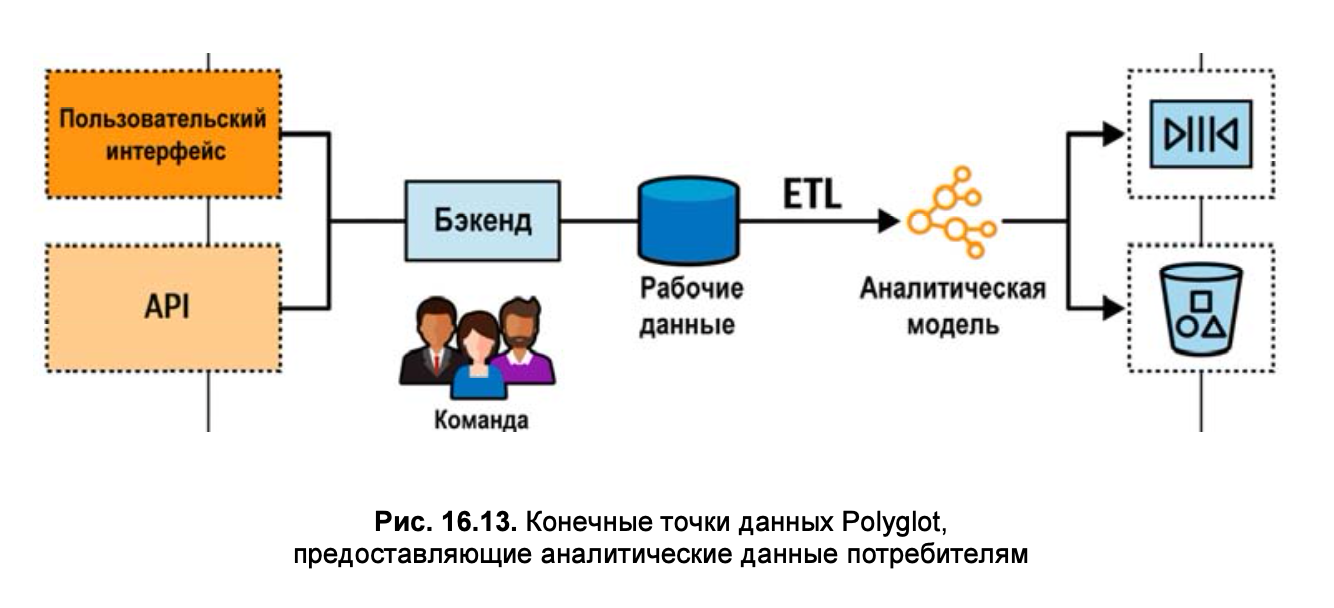 Пользовательский
интерфейс
API
Бэкенд
Команда
Рабочие
данные
ETL
Аналитическая
модель
Рис. 16.13. Конечные точки данных Polyglot,
предоставляющие аналитические данные потребителям